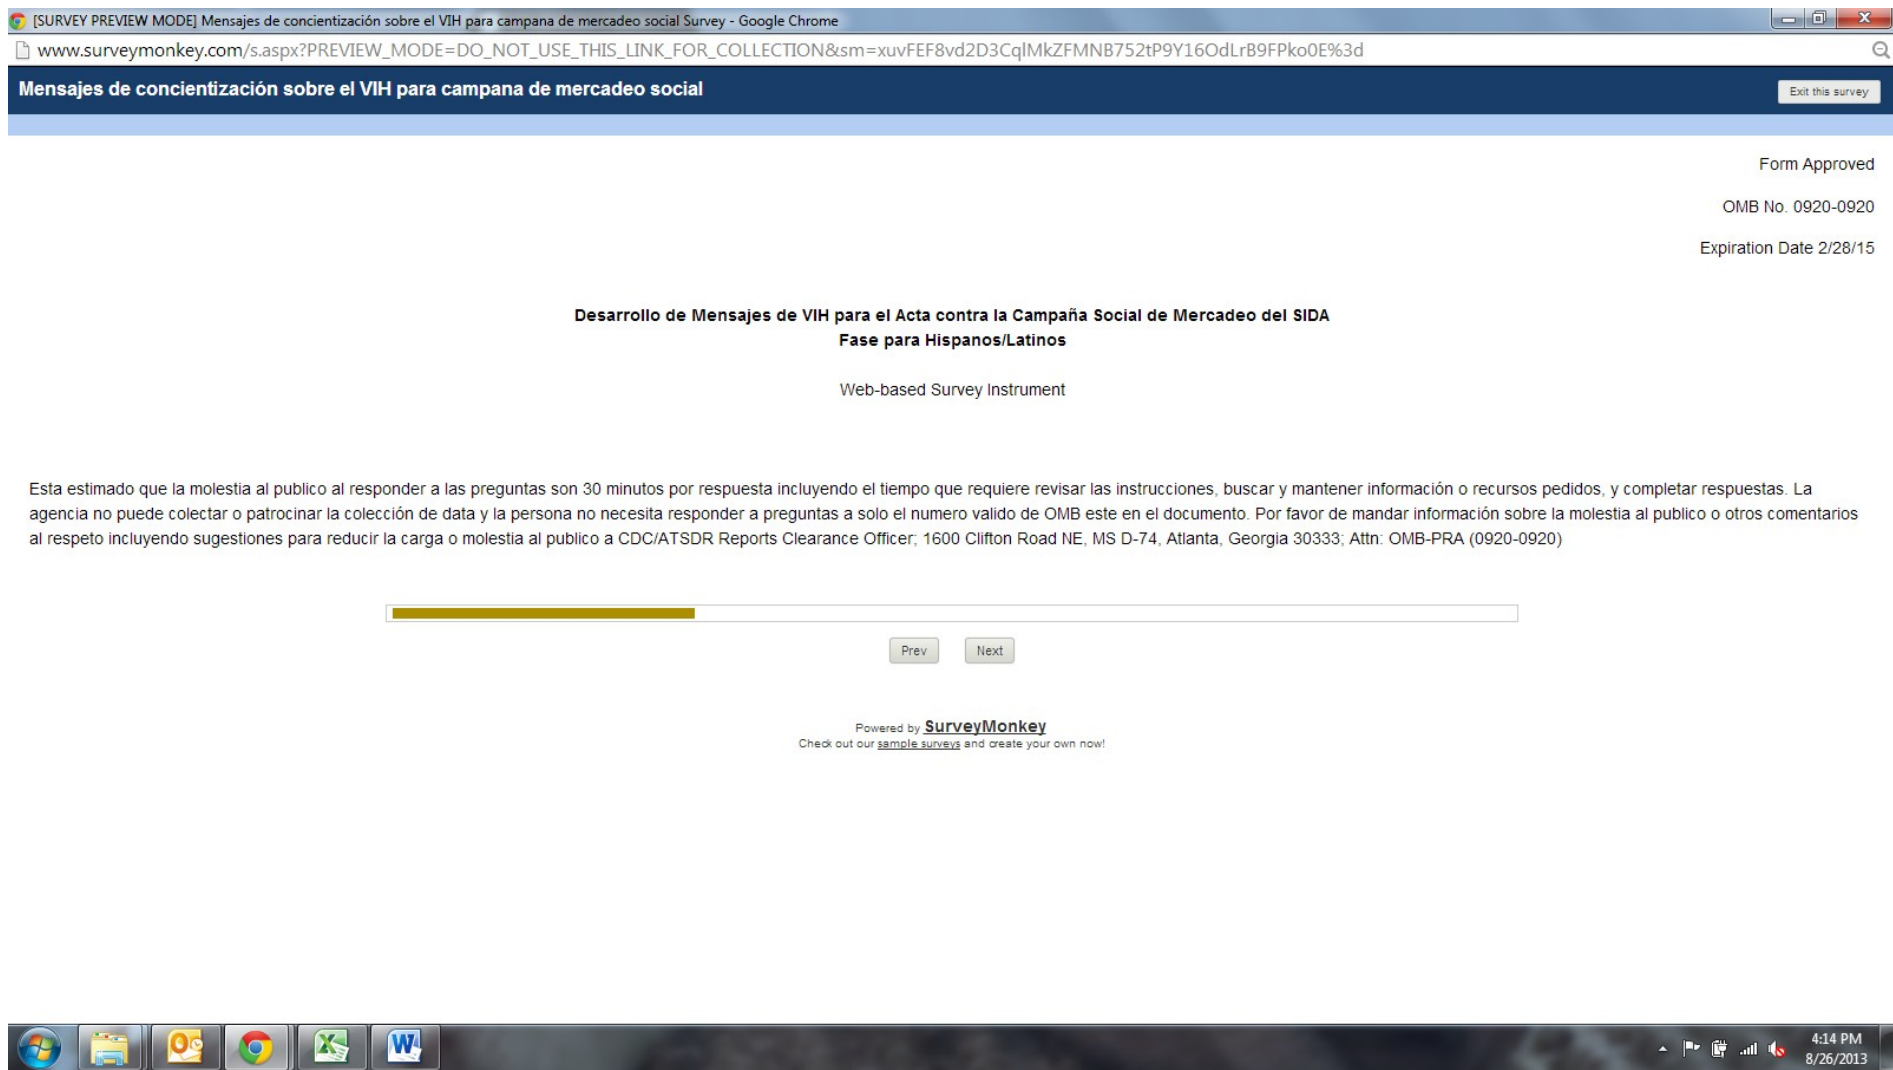 [SURVEY PREVIEW MODE] Mensajes de concientización sobre el VIH para campana de mercadeo social Survey - Google Chrome
www.surveymonkey.com/s.aspx?PREVIEW_MODE=DO_NOT_USE_THIS_LINK_FOR_COLLECTION&sm=xuvFEF8vd2D3CqlMkZFMNB752tP9Y16OdLrB9FPko0E%3d
Mensajes de concientización sobre el VIH para campana de mercadeo social
Exit this survey
Form Approved
OMB No. 0920-0920
Expiration Date 2/28/15
Desarrollo de Mensajes de VIH para el Acta contra la Campaña Social de Mercadeo del SIDA
Fase para Hispanos/Latinos
Web-based Survey Instrument
Esta estimado que la molestia al publico al responder a las preguntas son 30 minutos por respuesta incluyendo el tiempo que requiere revisar las instrucciones, buscar y mantener información o recursos pedidos, y completar respuestas. La
agencia no puede colectar o patrocinar la colección de data y la persona no necesita responder a preguntas a solo el numero valido de OMB este en el documento. Por favor de mandar información sobre la molestia al publico o otros comentarios
al respeto incluyendo sugestiones para reducir la carga o molestia al publico a CDC/ATSDR Reports Clearance Officer; 1600 Clifton Road NE, MS D-74, Atlanta, Georgia 30333; Attn: OMB-PRA (0920-0920)
Prev Next
Powered by SurveyMonkey
Check out our sample surveys and create your own now!
4:14 PM
8/26/2013